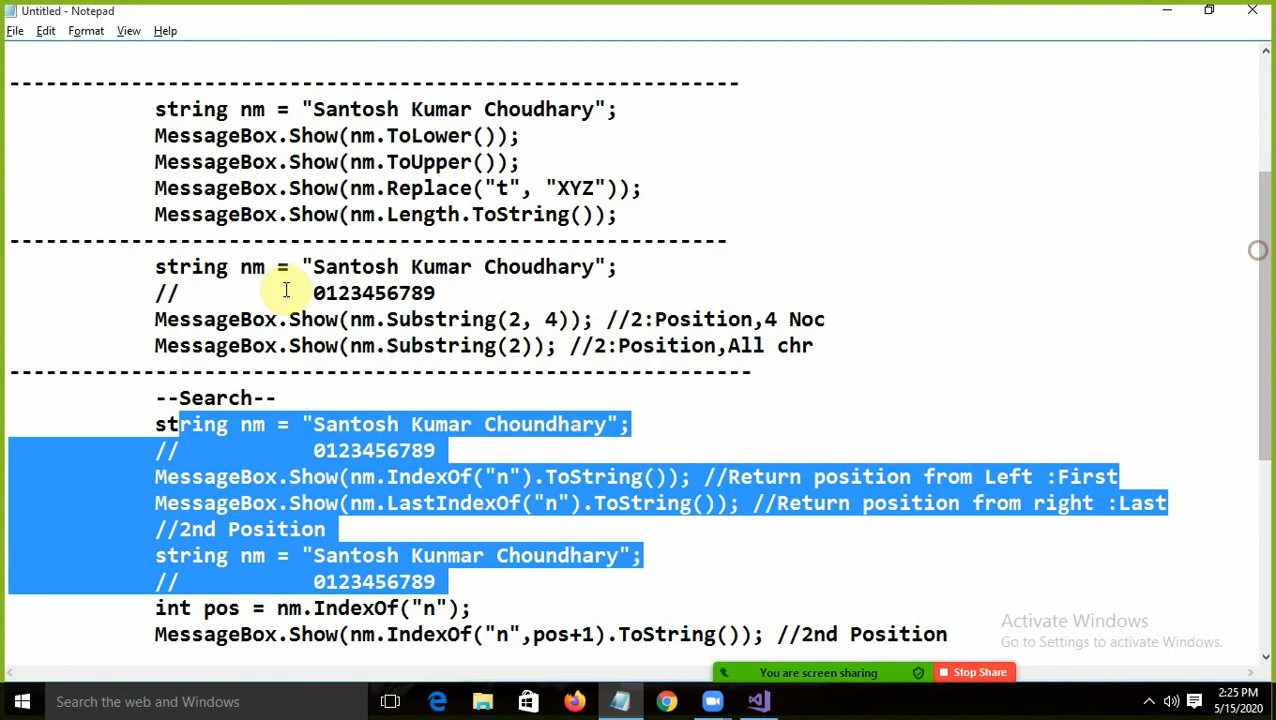 Untitled - Notepad
File Edit Format View Help
------------------------------------------------------------
string nm = "Santosh Kumar Choudhary";
MessageBox.Show(nm.ToLower());
MessageBox.Show(nm.ToUpper());
MessageBox.Show(nm.Replace("t", "XYZ"));
MessageBox.Show(nm.Length.ToString());
-----------------------------------------------------------
string nm = "Santosh Kumar Choudhary";
// 0123456789
MessageBox.Show(nm.Substring(2, 4)); //2:Position,4 Noc
MessageBox.Show(nm.Substring(2)); //2:Position,All chr
-------------------------------------------------------------
--Search--
string nm = "Santosh Kumar Choundhary";
// 0123456789
MessageBox.Show(nm.IndexOf("n").ToString()); //Return position from Left :First
MessageBox.Show(nm.LastIndexOf("n").ToString()); //Return position from right :Last
//2nd Position
string nm = "Santosh Kunmar Choundhary";
// 0123456789
int pos = nm.IndexOf("n");
MessageBox.Show(nm.IndexOf("n",pos+1).ToString()); //2nd Position
Activate Windows
Go to Settings to activate Windows.
You are screen sharing Stop Share
Search the web and Windows
2:25 PM
5/15/2020